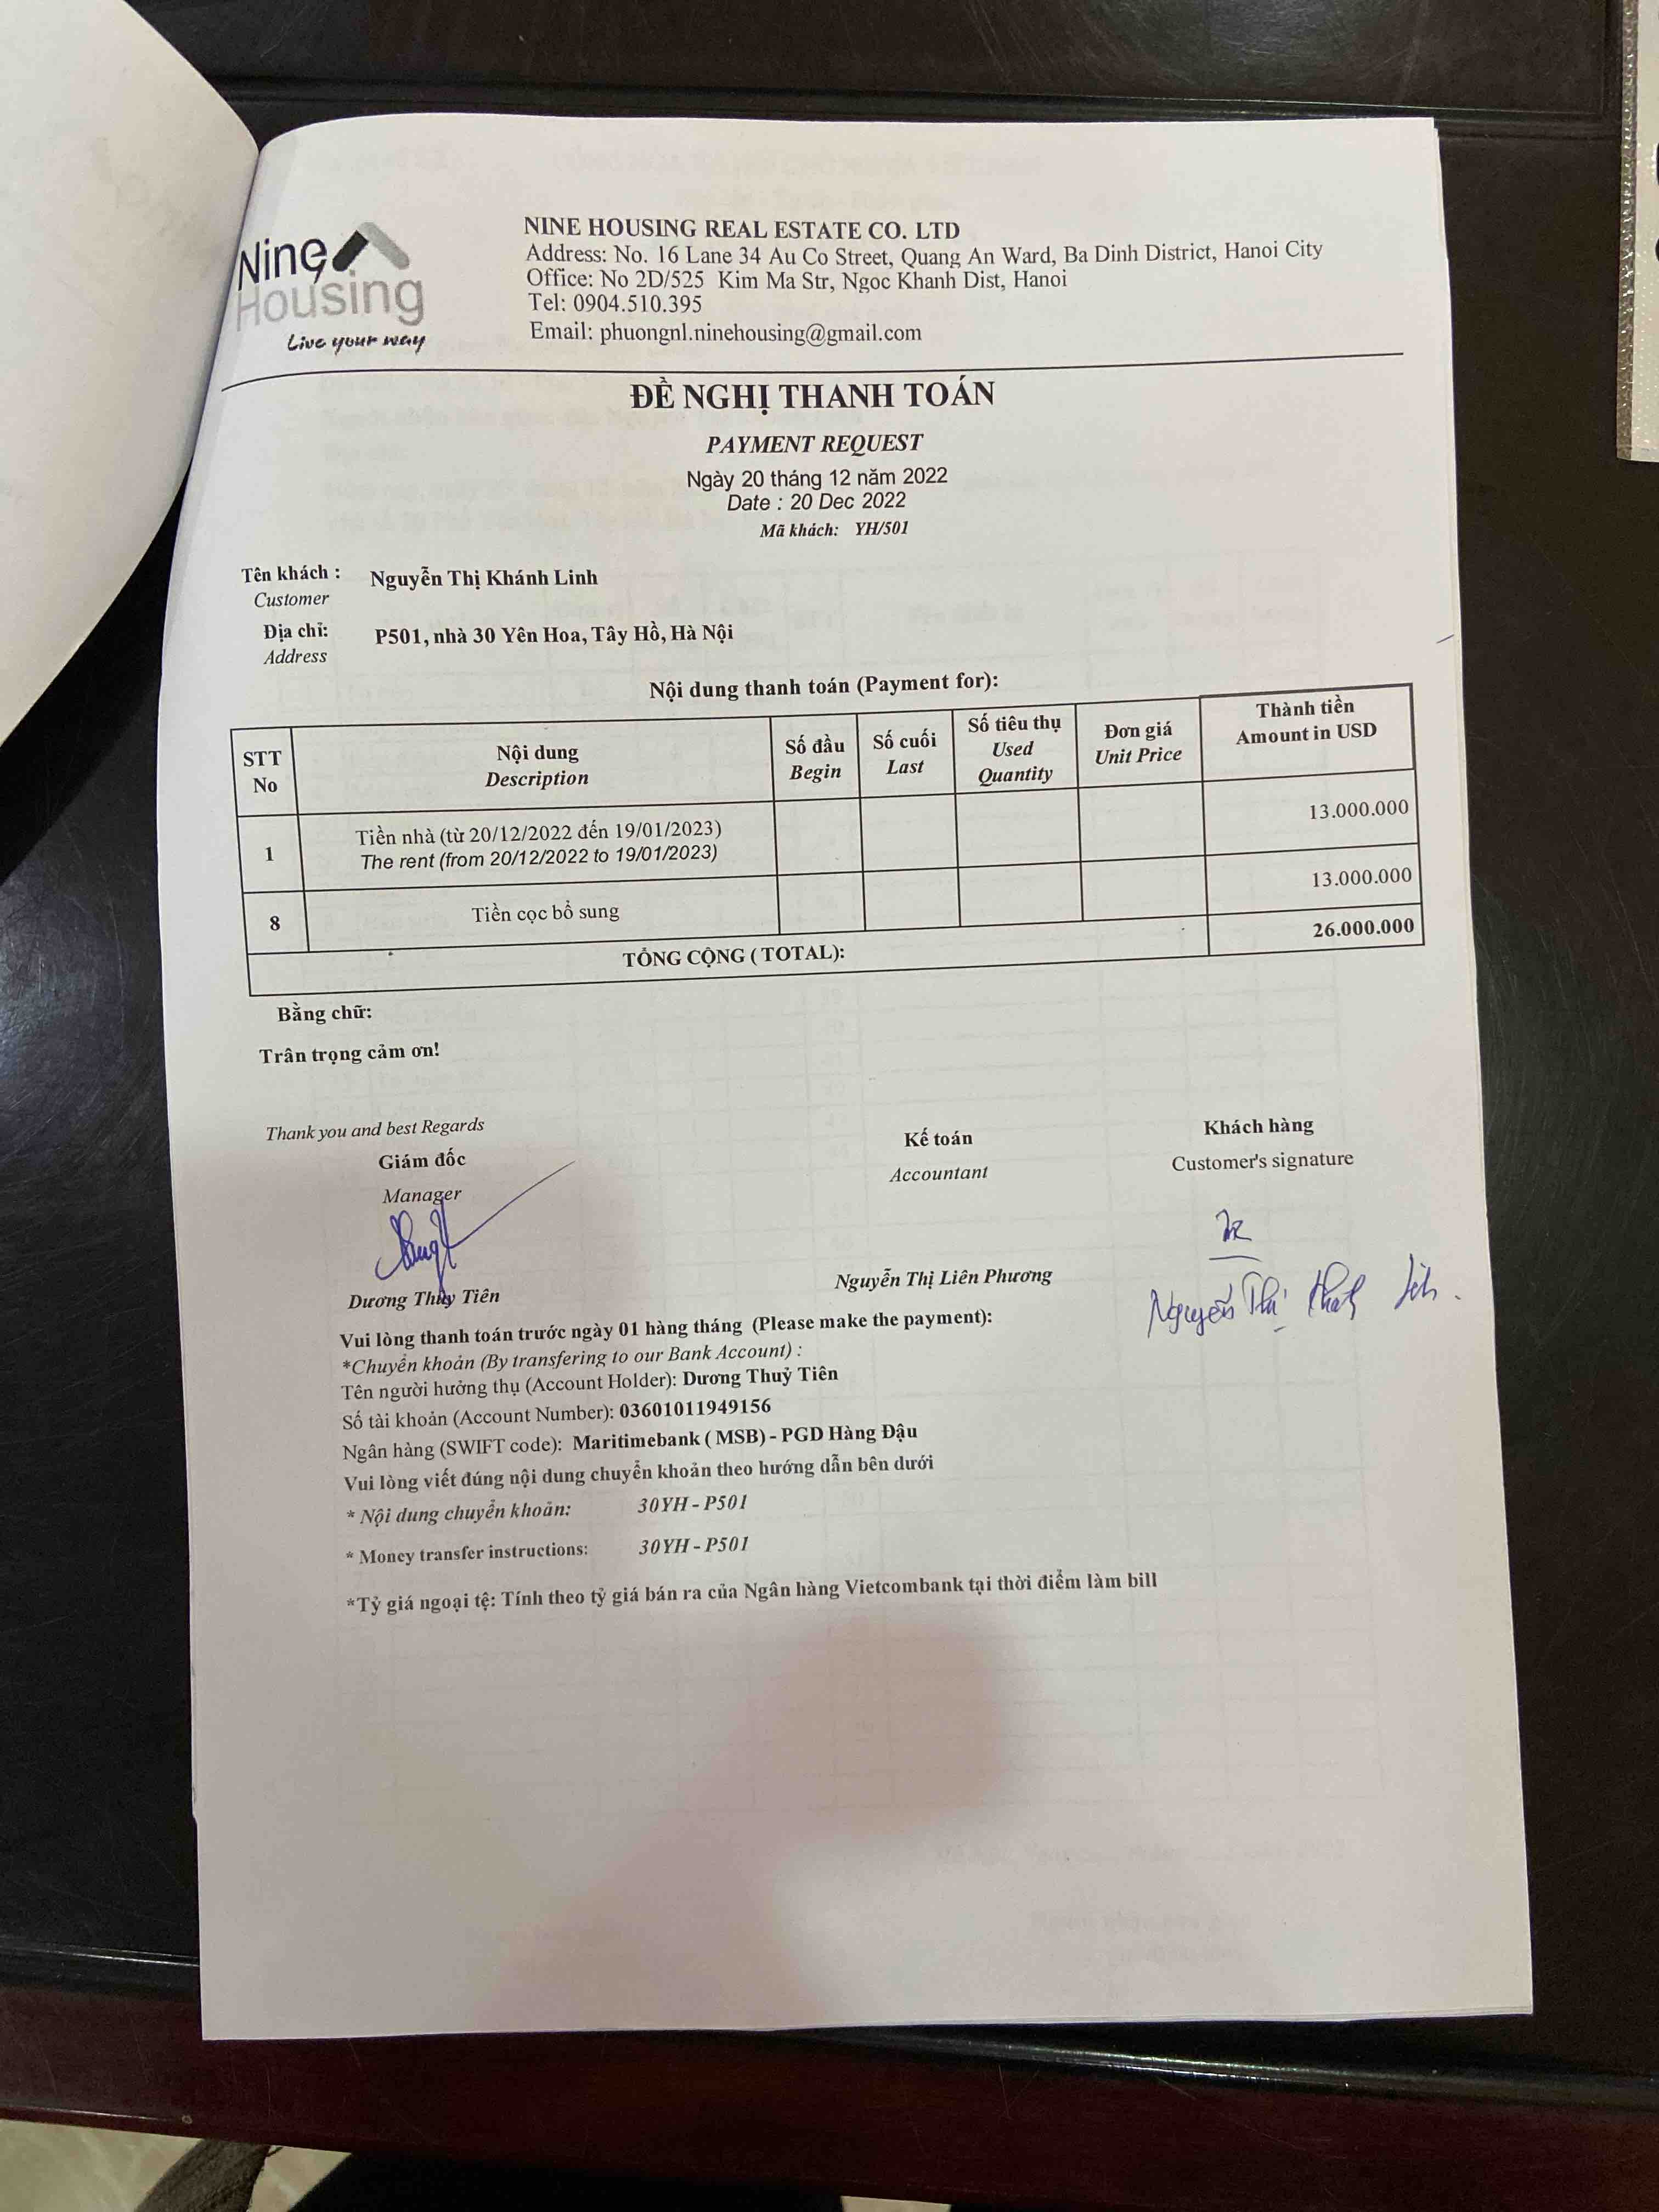 Nine
Housing
Live your way
NINE HOUSING REAL ESTATE CO. LTD
Address: No. 16 Lane 34 Au Co Street, Quang An Ward, Ba Dinh District, Hanoi City
Office: No 2D/525 Kim Ma Str, Ngoc Khanh Dist, Hanoi
Tel: 0904.510.395
Email: phuongnl.ninehousing@gmail.com
ĐỀ NGHỊ THANH TOÁN
PAYMENT REQUEST
Ngày 20 tháng 12 năm 2022
Date : 20 Dec 2022
Mã khách: YH/501
Tên khách : Nguyễn Thị Khánh Linh
Customer
Địa chỉ: P501, nhà 30 Yên Hoa, Tây Hồ, Hà Nội
Address
Nội dung thanh toán (Payment for):
STT No | Nội dung Description | Số đầu Begin | Số cuối Last | Số tiêu thụ Used Quantity | Đơn giá Unit Price | Thành tiền Amount in USD
1 Tiền nhà (từ 20/12/2022 đến 19/01/2023) 13.000.000
The rent (from 20/12/2022 to 19/01/2023)
8 Tiền cọc bổ sung 13.000.000
TỔNG CỘNG ( TOTAL): 26.000.000
Bằng chữ:
Trân trọng cảm ơn!
Thank you and best Regards
Giám đốc Kế toán Khách hàng
Manager Accountant Customer's signature
Dương Thủy Tiên Nguyễn Thị Liên Phương Nguyễn Thị Linh
Vui lòng thanh toán trước ngày 01 hàng tháng (Please make the payment):
*Chuyển khoản (By transfering to our Bank Account) :
Tên người hưởng thụ (Account Holder): Dương Thuỷ Tiên
Số tài khoản (Account Number): 03601011949156
Ngân hàng (SWIFT code): Maritimebank ( MSB) - PGD Hàng Đậu
Vui lòng viết đúng nội dung chuyển khoản theo hướng dẫn bên dưới
* Nội dung chuyển khoản: 30YH - P501
* Money transfer instructions: 30YH - P501
*Tỷ giá ngoại tệ: Tính theo tỷ giá bán ra của Ngân hàng Vietcombank tại thời điểm làm bill